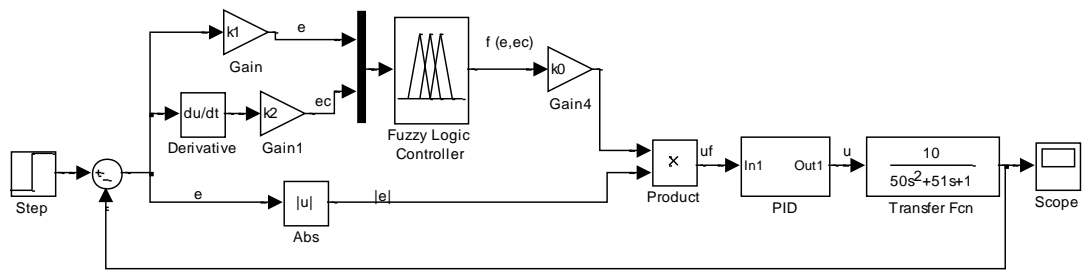 k1
e
Gain
du/dt
Derivative
k2
ec
Gain1
Fuzzy Logic
Controller
f (e,ec)
k0
Gain4
Step
+
-
e
|u|
Abs
|e|
×
Product
uf
In1
Out1
PID
u
10
50s2+51s+1
Transfer Fcn
Scope